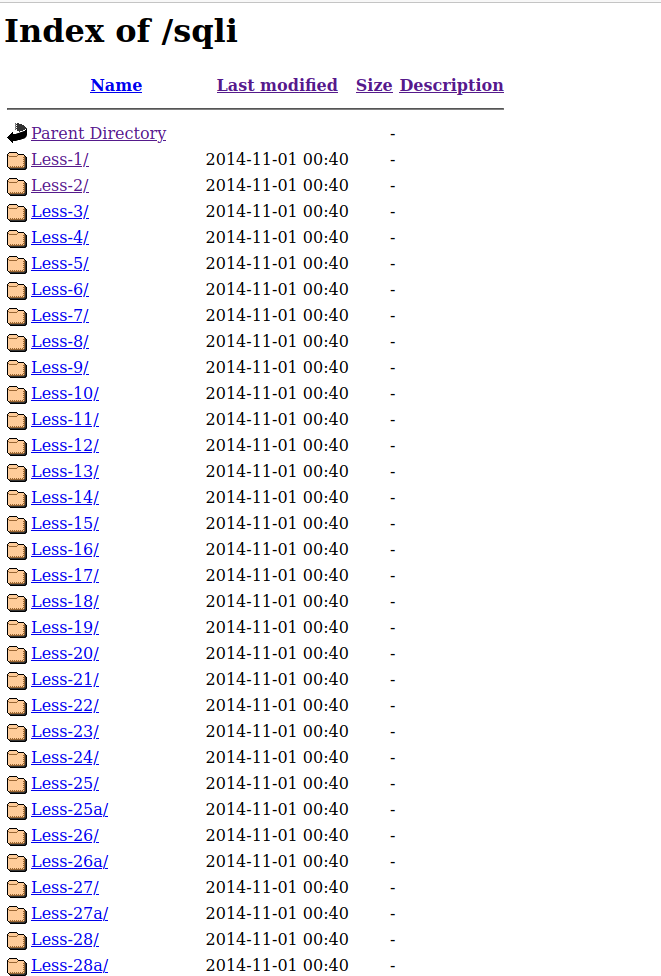 Index of /sqli
Name Last modified Size Description
Parent Directory -
Less-1/ 2014-11-01 00:40 -
Less-2/ 2014-11-01 00:40 -
Less-3/ 2014-11-01 00:40 -
Less-4/ 2014-11-01 00:40 -
Less-5/ 2014-11-01 00:40 -
Less-6/ 2014-11-01 00:40 -
Less-7/ 2014-11-01 00:40 -
Less-8/ 2014-11-01 00:40 -
Less-9/ 2014-11-01 00:40 -
Less-10/ 2014-11-01 00:40 -
Less-11/ 2014-11-01 00:40 -
Less-12/ 2014-11-01 00:40 -
Less-13/ 2014-11-01 00:40 -
Less-14/ 2014-11-01 00:40 -
Less-15/ 2014-11-01 00:40 -
Less-16/ 2014-11-01 00:40 -
Less-17/ 2014-11-01 00:40 -
Less-18/ 2014-11-01 00:40 -
Less-19/ 2014-11-01 00:40 -
Less-20/ 2014-11-01 00:40 -
Less-21/ 2014-11-01 00:40 -
Less-22/ 2014-11-01 00:40 -
Less-23/ 2014-11-01 00:40 -
Less-24/ 2014-11-01 00:40 -
Less-25/ 2014-11-01 00:40 -
Less-25a/ 2014-11-01 00:40 -
Less-26/ 2014-11-01 00:40 -
Less-26a/ 2014-11-01 00:40 -
Less-27/ 2014-11-01 00:40 -
Less-27a/ 2014-11-01 00:40 -
Less-28/ 2014-11-01 00:40 -
Less-28a/ 2014-11-01 00:40 -